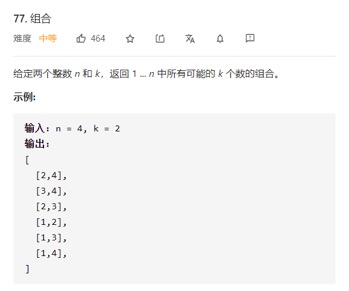 77. 组合
难度 中等 464
给定两个整数 n 和 k，返回 1 ... n 中所有可能的 k 个数的组合。
示例:
输入: n = 4, k = 2
输出:
[
  [2,4],
  [3,4],
  [2,3],
  [1,2],
  [1,3],
  [1,4],
]